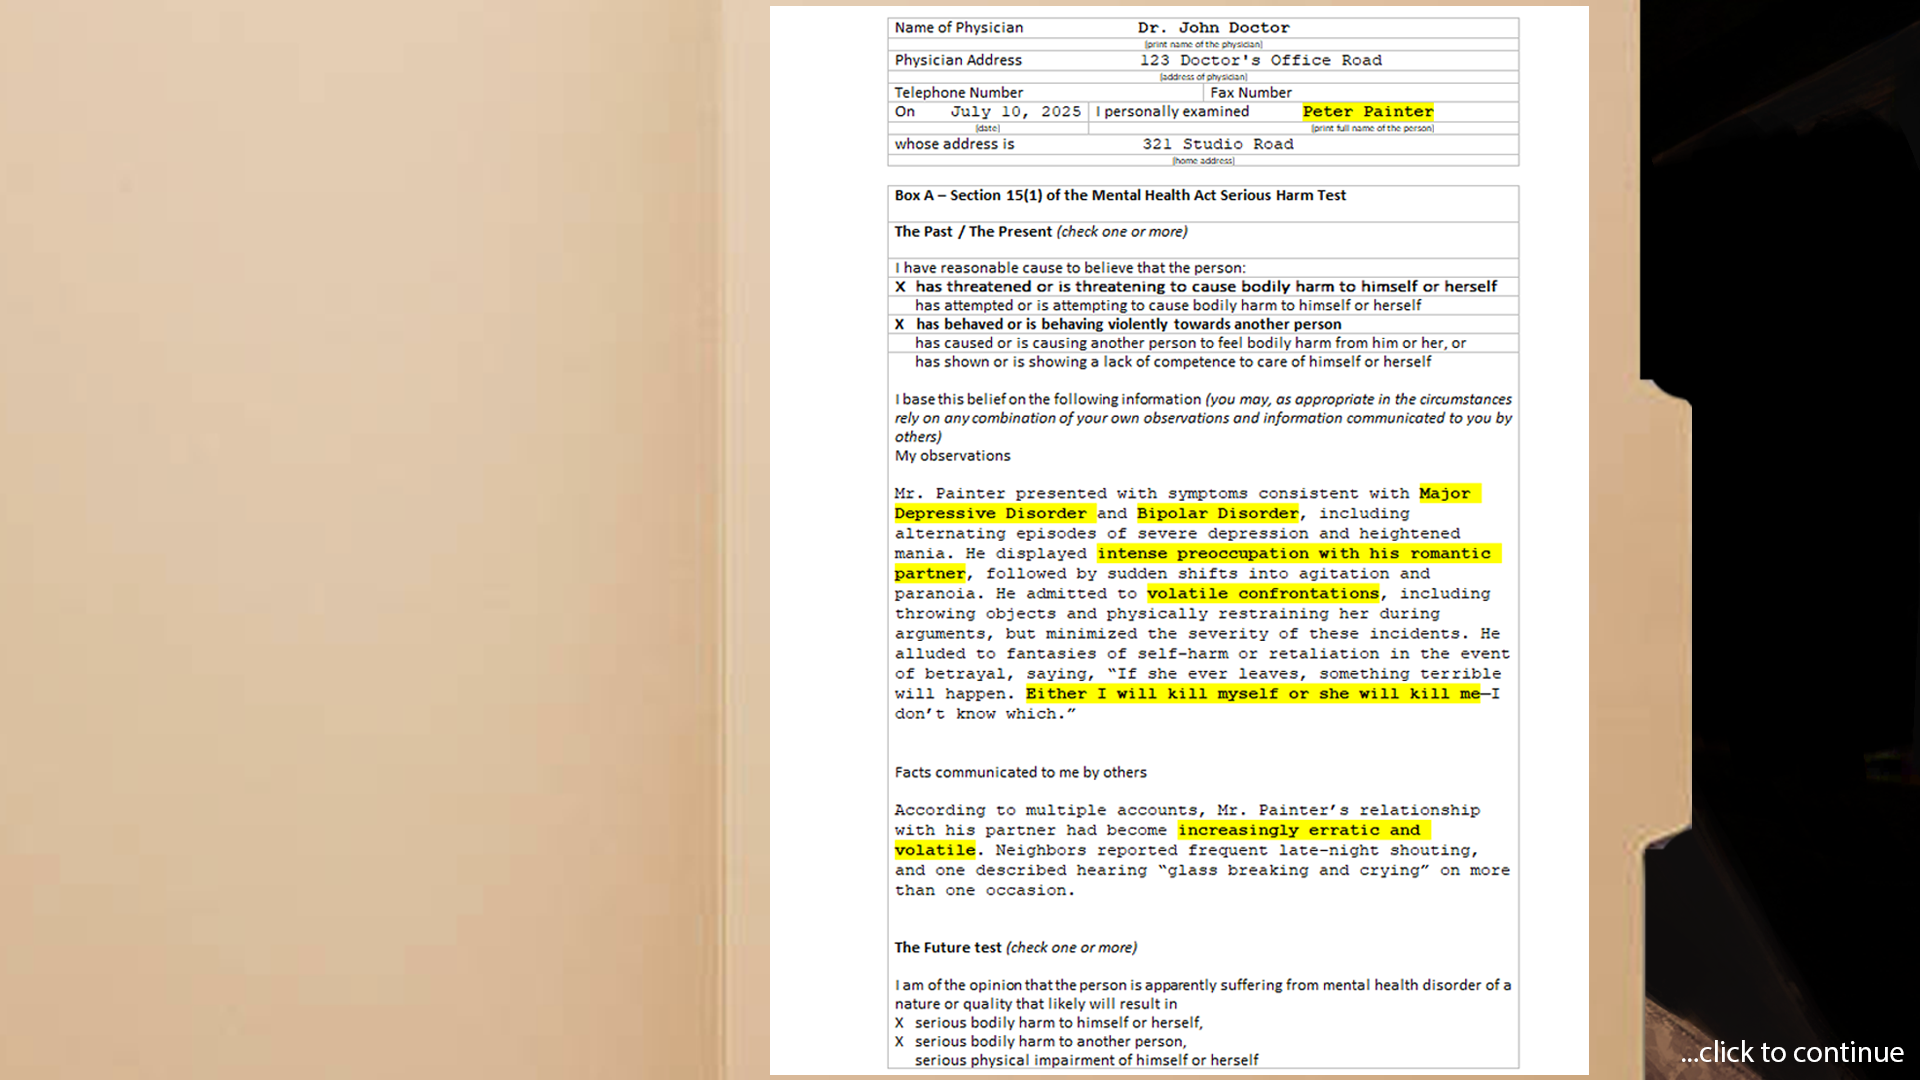 Name of Physician Dr. John Doctor
(print name of the physician)
Physician Address 123 Doctor's Office Road
(address of physician)
Telephone Number Fax Number
On July 10, 2025 I personally examined Peter Painter
(date) (print full name of the person)
whose address is 321 Studio Road
(home address)
Box A – Section 15(1) of the Mental Health Act Serious Harm Test
The Past / The Present (check one or more)
I have reasonable cause to believe that the person:
X has threatened or is threatening to cause bodily harm to himself or herself
has attempted or is attempting to cause bodily harm to himself or herself
X has behaved or is behaving violently towards another person
has caused or is causing another person to feel bodily harm from him or her, or
has shown or is showing a lack of competence to care of himself or herself
I base this belief on the following information (you may, as appropriate in the circumstances
rely on any combination of your own observations and information communicated to you by
others)
My observations
Mr. Painter presented with symptoms consistent with Major
Depressive Disorder and Bipolar Disorder, including
alternating episodes of severe depression and heightened
mania. He displayed intense preoccupation with his romantic
partner, followed by sudden shifts into agitation and
paranoia. He admitted to volatile confrontations, including
throwing objects and physically restraining her during
arguments, but minimized the severity of these incidents. He
alluded to fantasies of self-harm or retaliation in the event
of betrayal, saying, “If she ever leaves, something terrible
will happen. Either I will kill myself or she will kill me—I
don’t know which.”
Facts communicated to me by others
According to multiple accounts, Mr. Painter’s relationship
with his partner had become increasingly erratic and
volatile. Neighbors reported frequent late-night shouting,
and one described hearing “glass breaking and crying” on more
than one occasion.
The Future test (check one or more)
I am of the opinion that the person is apparently suffering from mental health disorder of a
nature or quality that likely will result in
X serious bodily harm to himself or herself,
X serious bodily harm to another person,
serious physical impairment of himself or herself
...click to continue